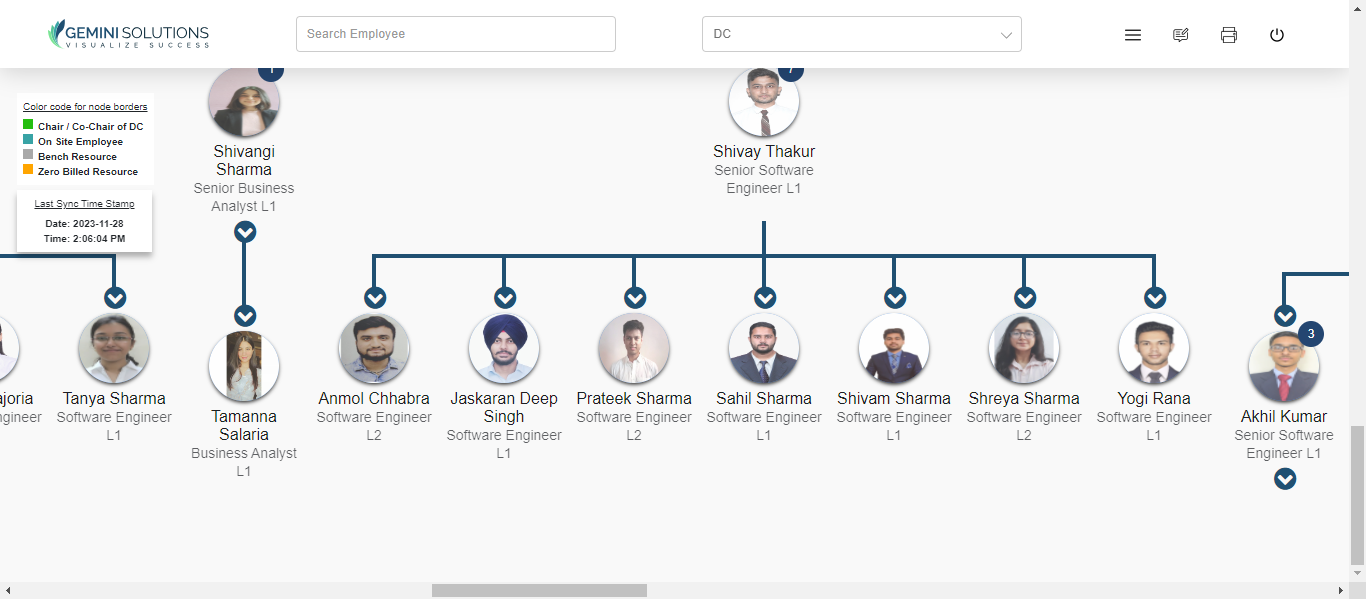 GEMINI SOLUTIONS
VISUALIZE SUCCESS
Search Employee
DC
Color code for node borders
Chair / Co-Chair of DC
On Site Employee
Bench Resource
Zero Billed Resource
Last Sync Time Stamp
Date: 2023-11-28
Time: 2:06:04 PM
Shivangi
Sharma
Senior Business
Analyst L1
7
Shivay Thakur
Senior Software
Engineer L1
Tanya Sharma
Software Engineer
L1
Tamanna
Salaria
Business Analyst
L1
Anmol Chhabra
Software Engineer
L2
Jaskaran Deep
Singh
Software Engineer
L1
Prateek Sharma
Software Engineer
L2
Sahil Sharma
Software Engineer
L1
Shivam Sharma
Software Engineer
L1
Shreya Sharma
Software Engineer
L2
Yogi Rana
Software Engineer
L1
3
Akhil Kumar
Senior Software
Engineer L1